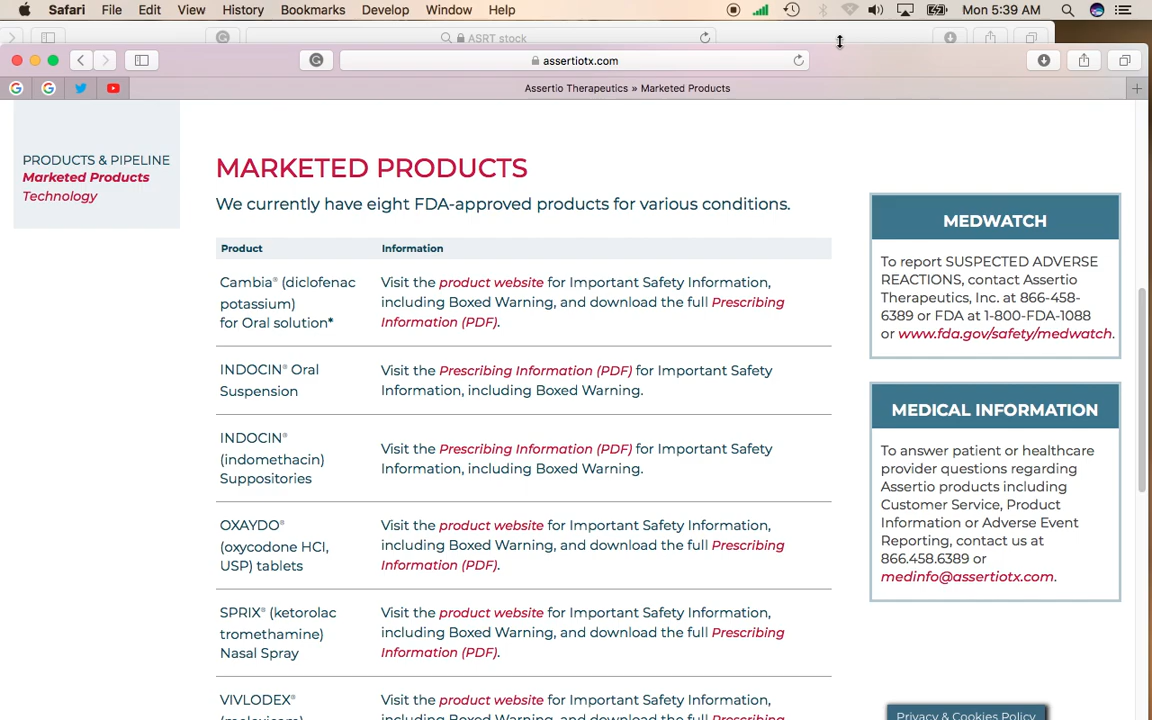 Safari File Edit View History Bookmarks Develop Window Help Mon 5:39 AM
ASRT stock
assertiotx.com
Assertio Therapeutics » Marketed Products
PRODUCTS & PIPELINE
Marketed Products
Technology
MARKETED PRODUCTS
We currently have eight FDA-approved products for various conditions.
Product Information
Cambia® (diclofenac
potassium)
for Oral solution*
Visit the product website for Important Safety Information,
including Boxed Warning, and download the full Prescribing
Information (PDF).
INDOCIN® Oral
Suspension
Visit the Prescribing Information (PDF) for Important Safety
Information, including Boxed Warning.
INDOCIN®
(indomethacin)
Suppositories
Visit the Prescribing Information (PDF) for Important Safety
Information, including Boxed Warning.
OXAYDO®
(oxycodone HCI,
USP) tablets
Visit the product website for Important Safety Information,
including Boxed Warning, and download the full Prescribing
Information (PDF).
SPRIX® (ketorolac
tromethamine)
Nasal Spray
Visit the product website for Important Safety Information,
including Boxed Warning, and download the full Prescribing
Information (PDF).
VIVLODEX®
(meloxicam)
Visit the product website for Important Safety Information,
including Boxed Warning, and download the full Prescribing
MEDWATCH
To report SUSPECTED ADVERSE
REACTIONS, contact Assertio
Therapeutics, Inc. at 866-458-
6389 or FDA at 1-800-FDA-1088
or www.fda.gov/safety/medwatch.
MEDICAL INFORMATION
To answer patient or healthcare
provider questions regarding
Assertio products including
Customer Service, Product
Information or Adverse Event
Reporting, contact us at
866.458.6389 or
medinfo@assertiotx.com.
Privacy & Cookies Policy